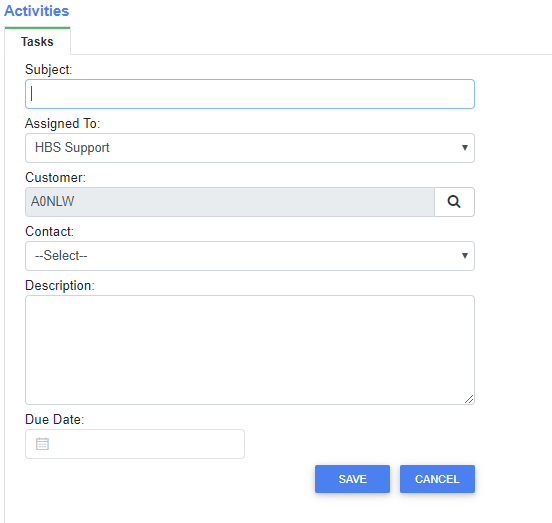 Activities
Tasks
Subject:
Assigned To:
HBS Support
Customer:
A0NLW
Contact:
--Select--
Description:
Due Date:
SAVE CANCEL